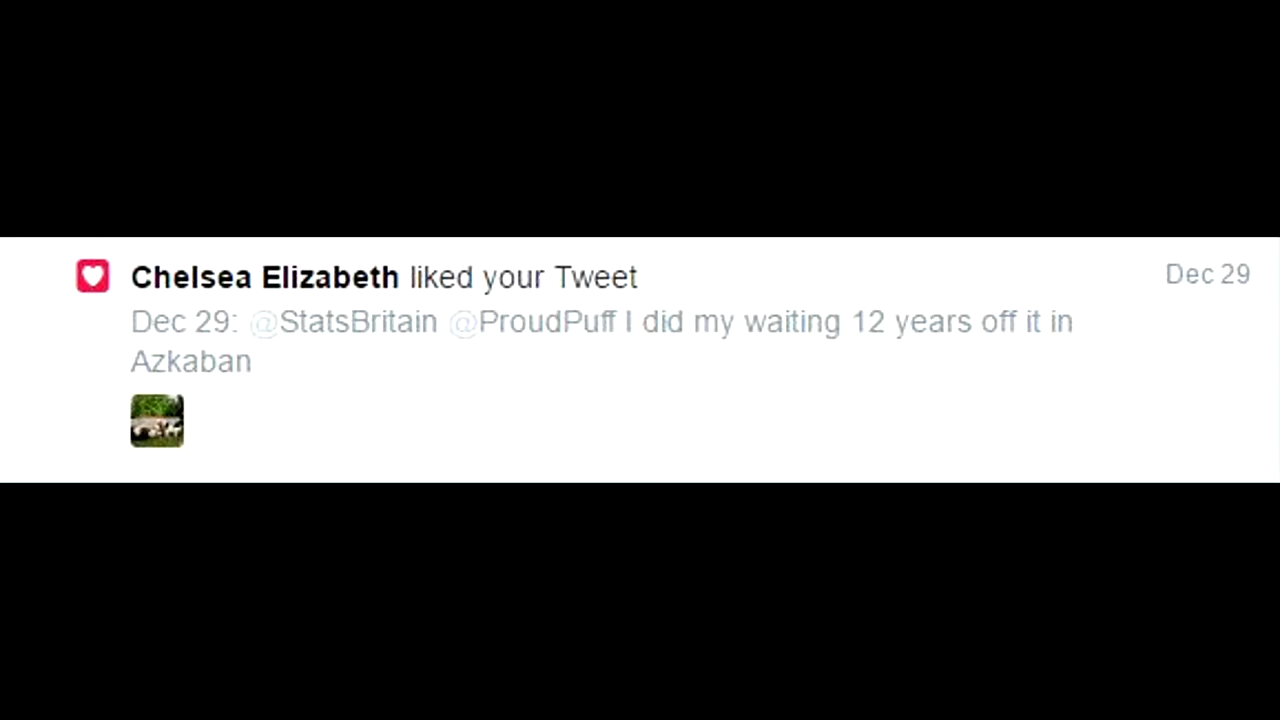 Chelsea Elizabeth liked your Tweet Dec 29
Dec 29: @StatsBritain @ProudPuff I did my waiting 12 years off it in
Azkaban